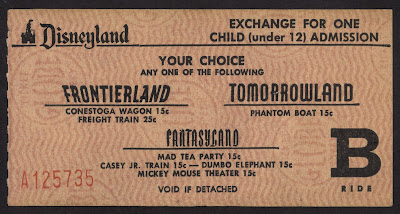 Disneyland
EXCHANGE FOR ONE
CHILD (under 12) ADMISSION
YOUR CHOICE
ANY ONE OF THE FOLLOWING
FRONTIERLAND
CONESTOGA WAGON 15c
FREIGHT TRAIN 25c
TOMORROWLAND
PHANTOM BOAT 15c
FANTASYLAND
MAD TEA PARTY 15c
CASEY JR. TRAIN — 15c — DUMBO ELEPHANT 15c
MICKEY MOUSE THEATER 15c
VOID IF DETACHED
A125735
B
RIDE